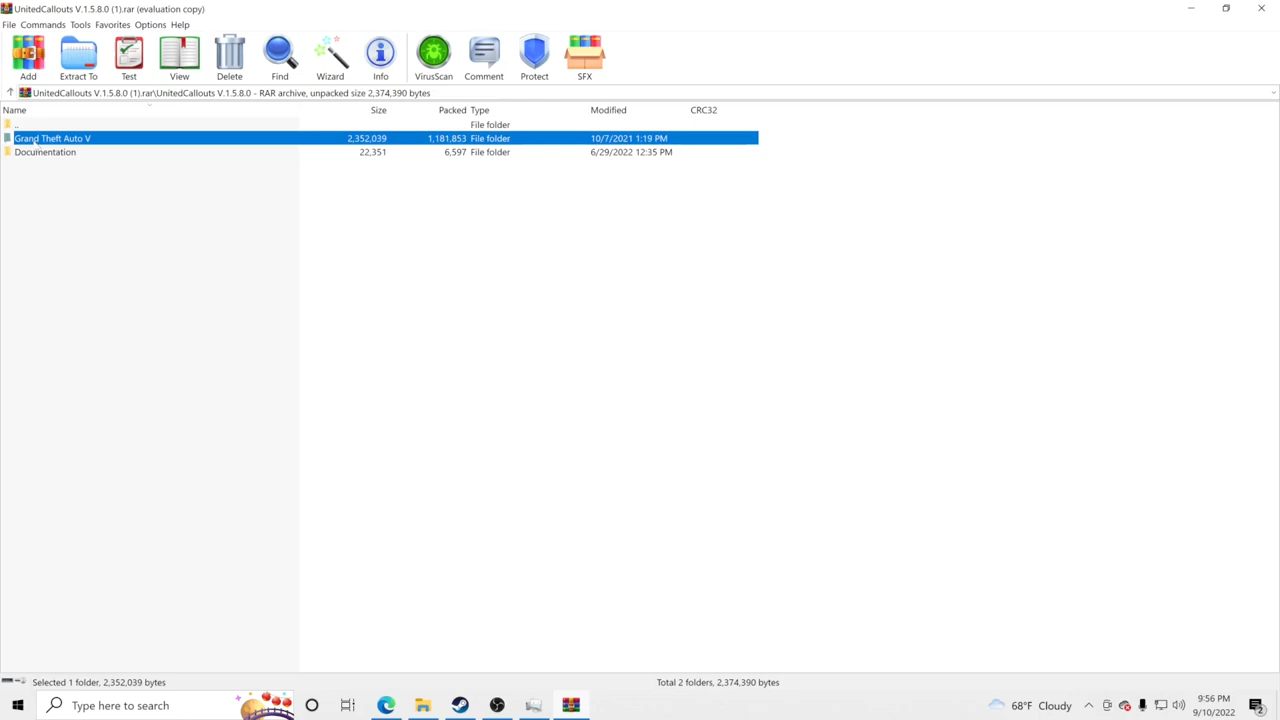 UnitedCallouts V.1.5.8.0 (1).rar (evaluation copy)
File Commands Tools Favorites Options Help
Add Extract To Test View Delete Find Wizard Info VirusScan Comment Protect SFX
UnitedCallouts V.1.5.8.0 (1).rar\UnitedCallouts V.1.5.8.0 - RAR archive, unpacked size 2,374,390 bytes
Name Size Packed Type Modified CRC32
.. File folder
Grand Theft Auto V 2,352,039 1,181,853 File folder 10/7/2021 1:19 PM
Documentation 22,351 6,597 File folder 6/29/2022 12:35 PM
Selected 1 folder, 2,352,039 bytes Total 2 folders, 2,374,390 bytes
Type here to search 68°F Cloudy 9:56 PM
9/10/2022 2